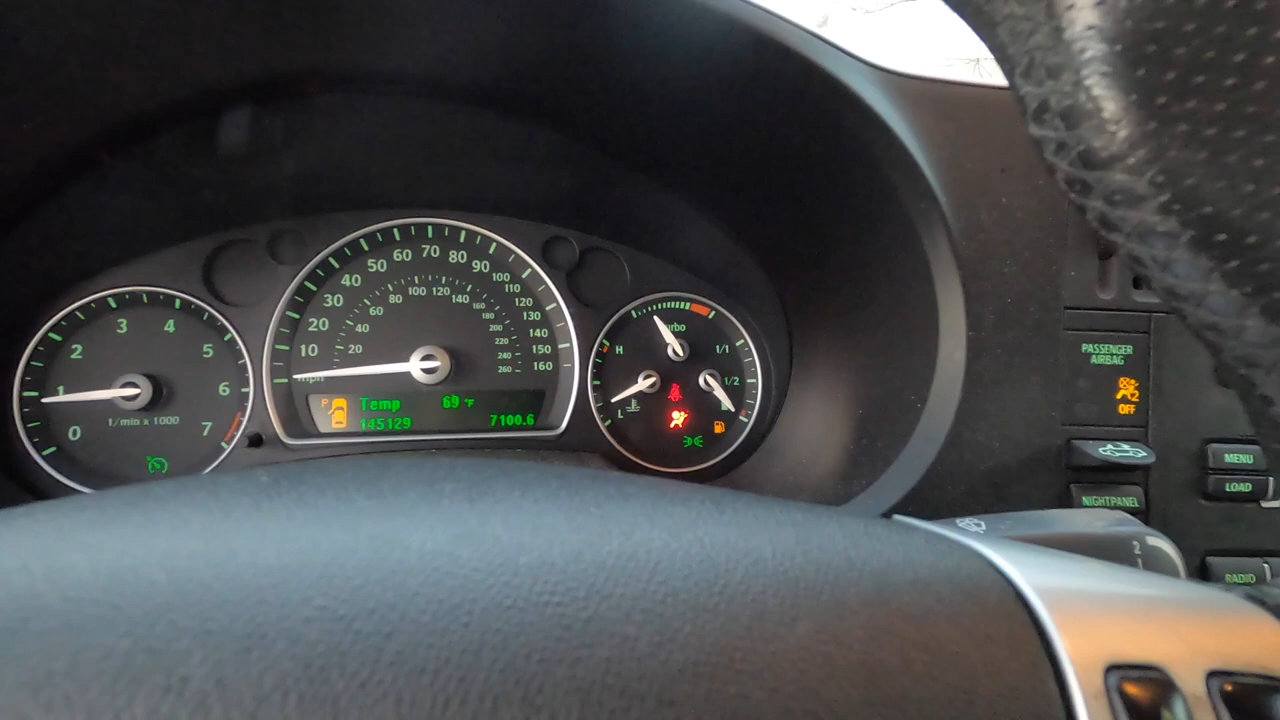 0 1 2 3 4 5 6 7
1/min x 1000
10 20 30 40 50 60 70 80 90 100 110 120 130 140 150 160
20 40 60 80 100 120 140 160 180 200 220 240 260
mph
P
Temp 69 °F
145129 7100.6
turbo
H
L
1/1
1/2
PASSENGER
AIRBAG
2
OFF
NIGHTPANEL
MENU
LOAD
RADIO
2
1